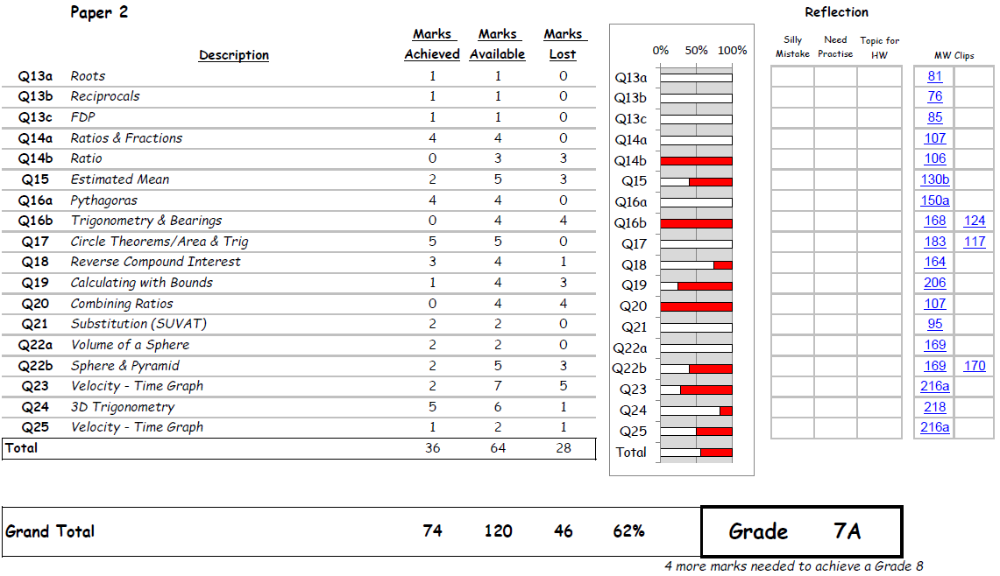 Paper 2
Reflection
Description Marks Achieved Marks Available Marks Lost
0% 50% 100%
Silly Mistake Need Practise Topic for HW MW Clips
Q13a Roots 1 1 0 Q13a 81
Q13b Reciprocals 1 1 0 Q13b 76
Q13c FDP 1 1 0 Q13c 85
Q14a Ratios & Fractions 4 4 0 Q14a 107
Q14b Ratio 0 3 3 Q14b 106
Q15 Estimated Mean 2 5 3 Q15 130b
Q16a Pythagoras 4 4 0 Q16a 150a
Q16b Trigonometry & Bearings 0 4 4 Q16b 168 124
Q17 Circle Theorems/Area & Trig 5 5 0 Q17 183 117
Q18 Reverse Compound Interest 3 4 1 Q18 164
Q19 Calculating with Bounds 1 4 3 Q19 206
Q20 Combining Ratios 0 4 4 Q20 107
Q21 Substitution (SUVAT) 2 2 0 Q21 95
Q22a Volume of a Sphere 2 2 0 Q22a 169
Q22b Sphere & Pyramid 2 5 3 Q22b 169 170
Q23 Velocity - Time Graph 2 7 5 Q23 216a
Q24 3D Trigonometry 5 6 1 Q24 218
Q25 Velocity - Time Graph 1 2 1 Q25 216a
Total 36 64 28 Total
Grand Total 74 120 46 62% Grade 7A
4 more marks needed to achieve a Grade 8